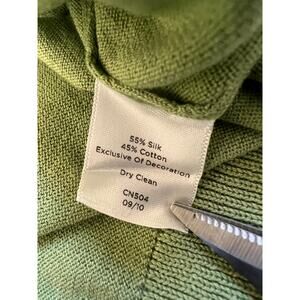 55% Silk
45% Cotton
Exclusive Of Decoration
Dry Clean
CN504
09/10